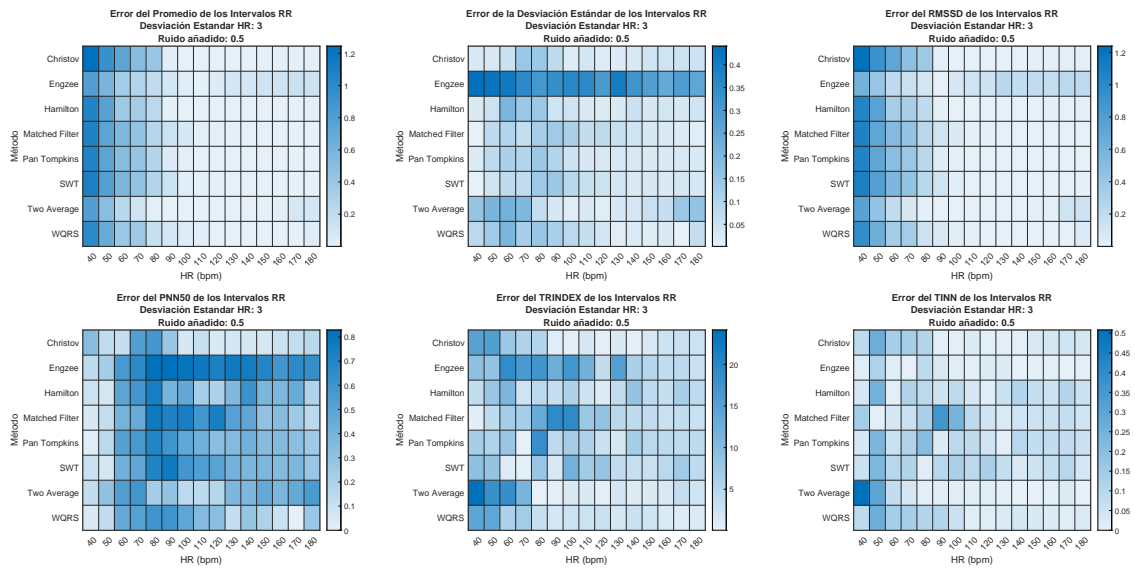 Error del Promedio de los Intervalos RR
Desviación Estandar HR: 3
Ruido añadido: 0.5
Método
Christov
Engzee
Hamilton
Matched Filter
Pan Tompkins
SWT
Two Average
WQRS
40 50 60 70 80 90 100 110 120 130 140 150 160 170 180
HR (bpm)
1.2
1
0.8
0.6
0.4
0.2
Error de la Desviación Estándar de los Intervalos RR
Desviación Estandar HR: 3
Ruido añadido: 0.5
Método
Christov
Engzee
Hamilton
Matched Filter
Pan Tompkins
SWT
Two Average
WQRS
40 50 60 70 80 90 100 110 120 130 140 150 160 170 180
HR (bpm)
0.4
0.35
0.3
0.25
0.2
0.15
0.1
0.05
Error del RMSSD de los Intervalos RR
Desviación Estandar HR: 3
Ruido añadido: 0.5
Método
Christov
Engzee
Hamilton
Matched Filter
Pan Tompkins
SWT
Two Average
WQRS
40 50 60 70 80 90 100 110 120 130 140 150 160 170 180
HR (bpm)
1.2
1
0.8
0.6
0.4
0.2
Error del PNN50 de los Intervalos RR
Desviación Estandar HR: 3
Ruido añadido: 0.5
Método
Christov
Engzee
Hamilton
Matched Filter
Pan Tompkins
SWT
Two Average
WQRS
40 50 60 70 80 90 100 110 120 130 140 150 160 170 180
HR (bpm)
0.8
0.7
0.6
0.5
0.4
0.3
0.2
0.1
0
Error del TRINDEX de los Intervalos RR
Desviación Estandar HR: 3
Ruido añadido: 0.5
Método
Christov
Engzee
Hamilton
Matched Filter
Pan Tompkins
SWT
Two Average
WQRS
40 50 60 70 80 90 100 110 120 130 140 150 160 170 180
HR (bpm)
20
15
10
5
Error del TINN de los Intervalos RR
Desviación Estandar HR: 3
Ruido añadido: 0.5
Método
Christov
Engzee
Hamilton
Matched Filter
Pan Tompkins
SWT
Two Average
WQRS
40 50 60 70 80 90 100 110 120 130 140 150 160 170 180
HR (bpm)
0.5
0.45
0.4
0.35
0.3
0.25
0.2
0.15
0.1
0.05
0